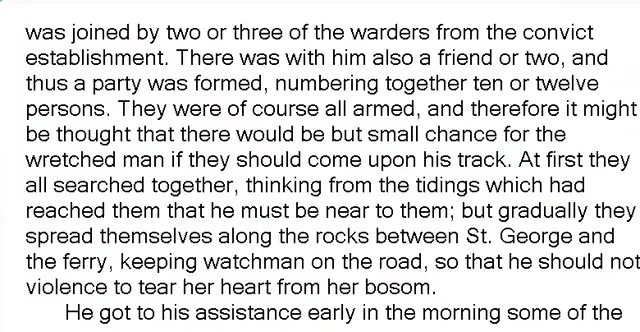 was joined by two or three of the warders from the convict
establishment. There was with him also a friend or two, and
thus a party was formed, numbering together ten or twelve
persons. They were of course all armed, and therefore it might
be thought that there would be but small chance for the
wretched man if they should come upon his track. At first they
all searched together, thinking from the tidings which had
reached them that he must be near to them; but gradually they
spread themselves along the rocks between St. George and
the ferry, keeping watchman on the road, so that he should not
violence to tear her heart from her bosom.
He got to his assistance early in the morning some of the